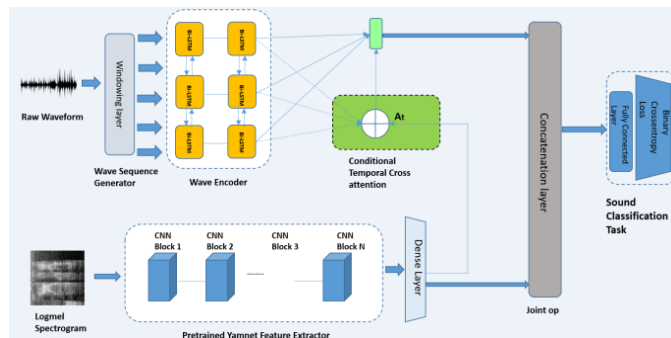 Raw Waveform
Windowing layer
Wave Sequence
Generator
Bi-LSTM
Bi-LSTM
Bi-LSTM
Bi-LSTM
Bi-LSTM
Bi-LSTM
Wave Encoder
At
Conditional
Temporal Cross
attention
Concatenation layer
Joint op
Fully Connected
Layer
Binary
Crossentropy
Loss
Sound
Classification
Task
Logmel
Spectrogram
CNN
Block 1
CNN
Block 2
CNN
Block 3
CNN
Block N
........
Pretrained Yamnet Feature Extractor
Dense Layer